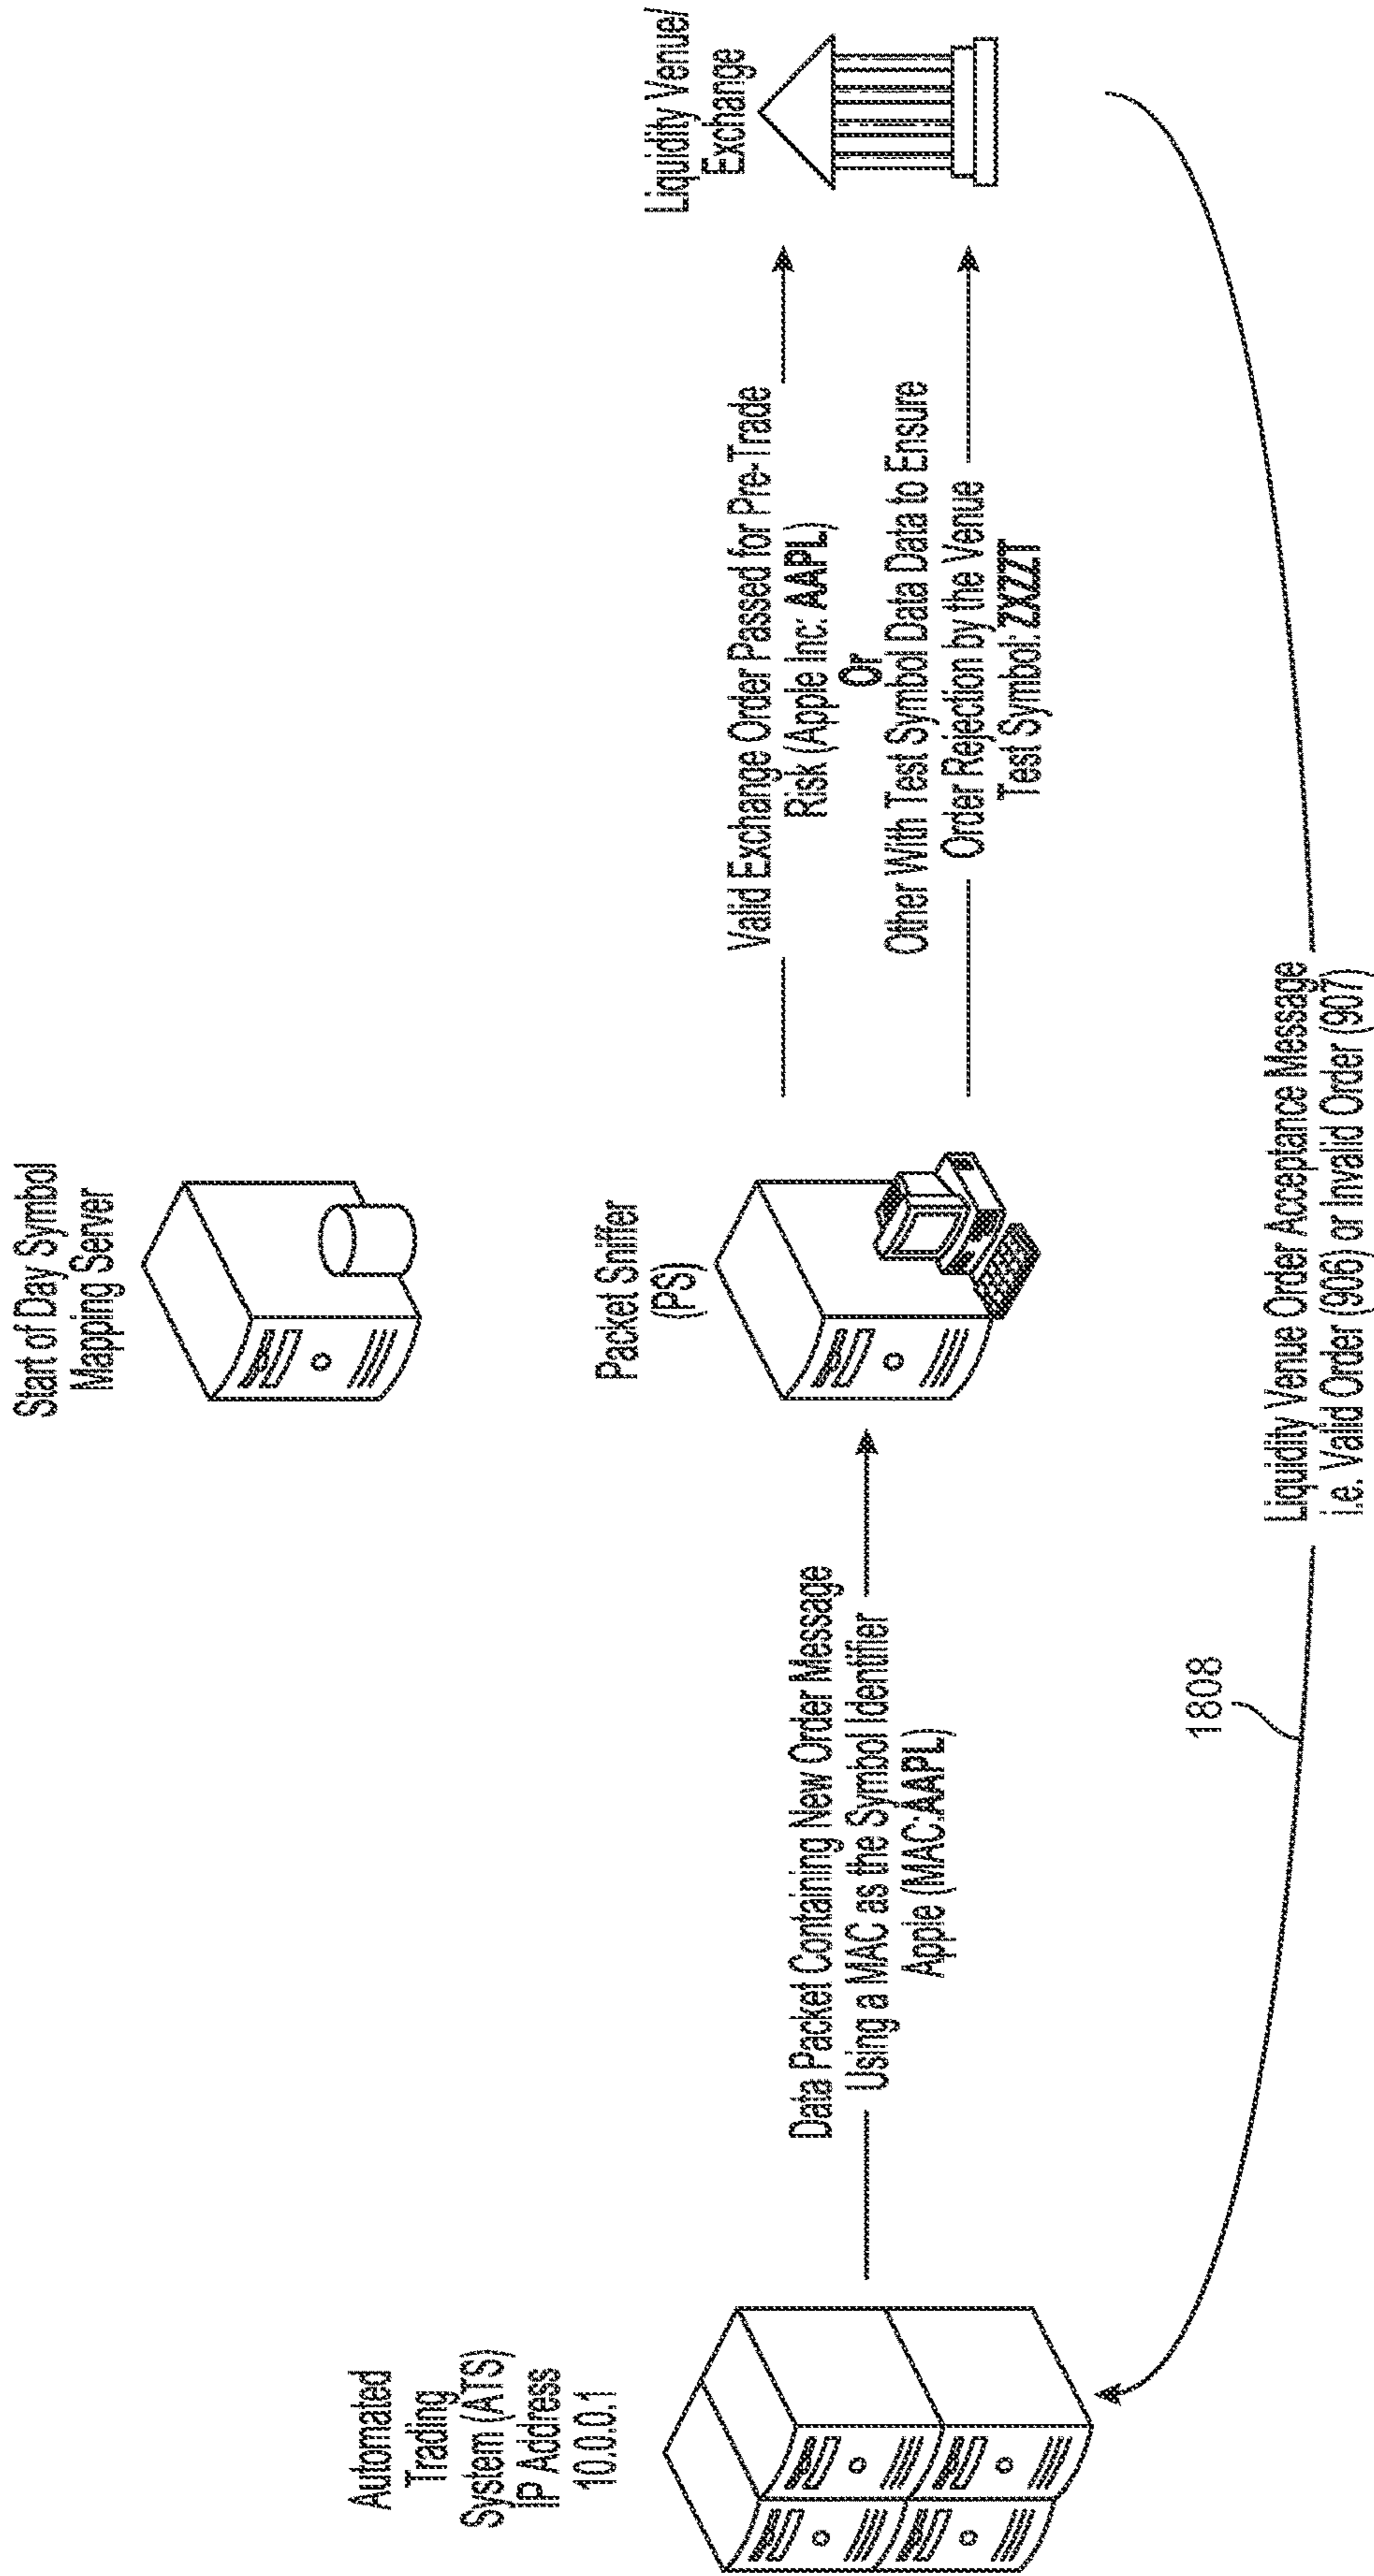 Start of Day Symbol
Mapping Server
Automated
Trading
System (ATS)
IP Address
10.0.0.1
Packet Sniffer
(PS)
Liquidity Venue/
Exchange
Data Packet Containing New Order Message
Using a MAC as the Symbol Identifier
Apple (MAC:AAPL)
Valid Exchange Order Passed for Pre-Trade
Risk (Apple Inc: AAPL)
Or
Other With Test Symbol Data Data to Ensure
Order Rejection by the Venue
Test Symbol: ZXZZT
1808
Liquidity Venue Order Acceptance Message
i.e. Valid Order (906) or Invalid Order (907)